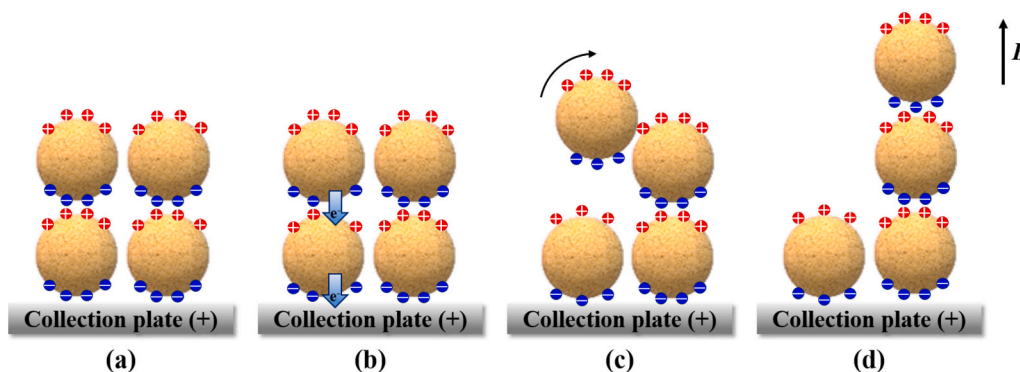 E
e-
e-
Collection plate (+) Collection plate (+) Collection plate (+) Collection plate (+)
(a) (b) (c) (d)